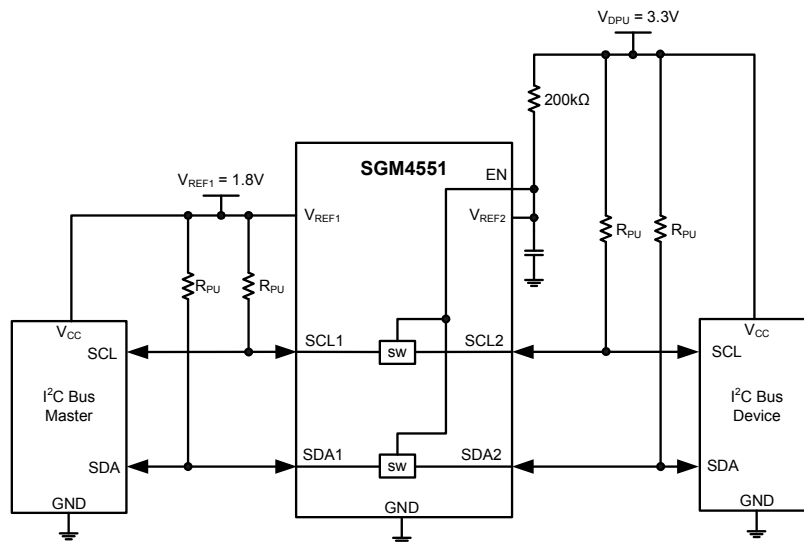 V_DPU = 3.3V
200kΩ
SGM4551
EN
V_REF1 = 1.8V
V_REF1
V_REF2
R_PU
R_PU
R_PU
R_PU
V_CC
SCL
SCL1
SW
SCL2
V_CC
SCL
I²C Bus
Master
I²C Bus
Device
SDA
SDA1
SW
SDA2
SDA
GND
GND
GND